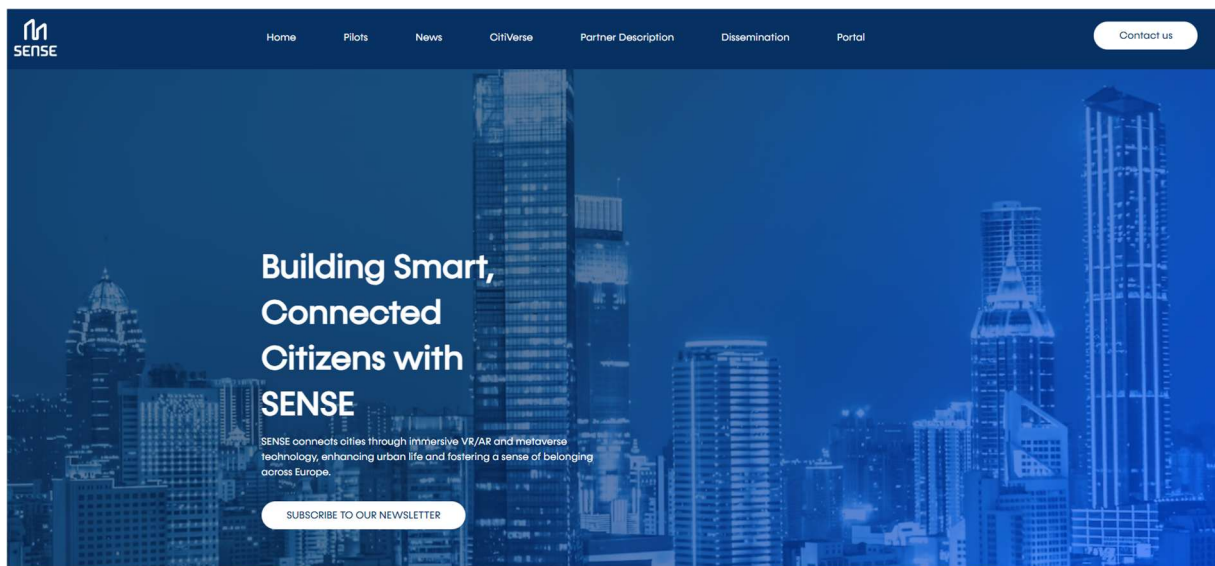 SENSE
Home
Pilots
News
CitiVerse
Partner Description
Dissemination
Portal
Contact us
Building Smart,
Connected
Citizens with
SENSE
SENSE connects cities through immersive VR/AR and metaverse
technology, enhancing urban life and fostering a sense of belonging
across Europe.
SUBSCRIBE TO OUR NEWSLETTER